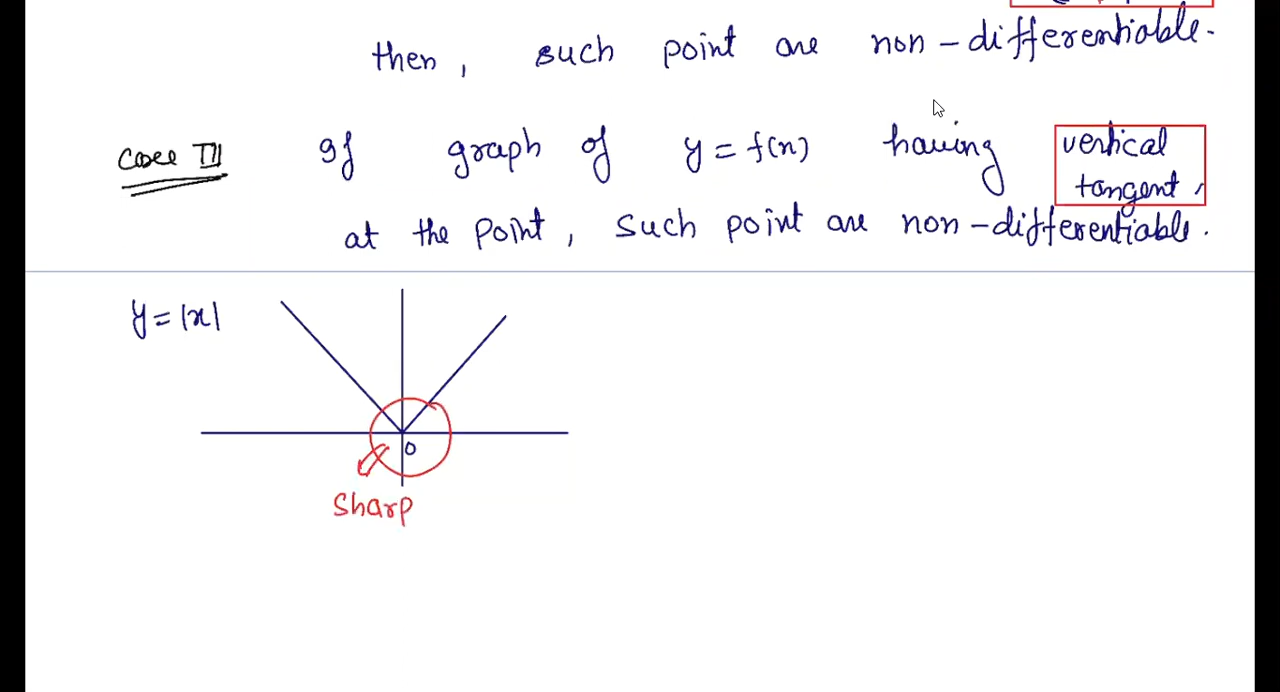 then, such point are non-differentiable.
Case III If graph of y = f(x) having vertical
tangent,
at the point, such point are non-differentiable.
y = |x|
0
Sharp